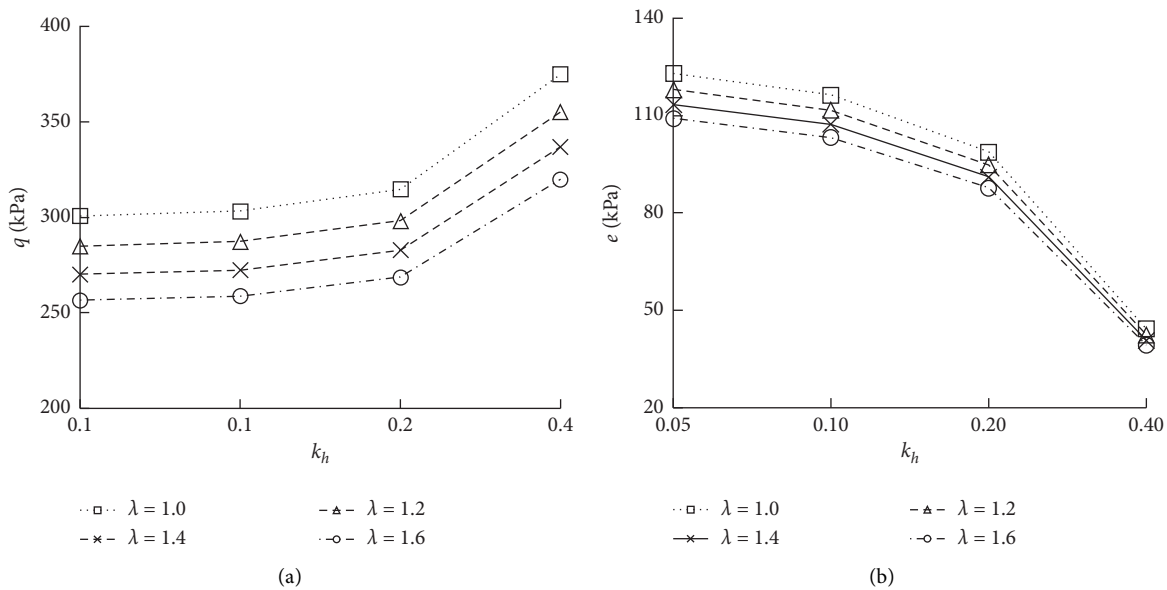 400
350
300
250
200
q (kPa)
0.1 0.1 0.2 0.4
k_h
λ = 1.0 λ = 1.2
λ = 1.4 λ = 1.6
(a)
140
110
80
50
20
e (kPa)
0.05 0.10 0.20 0.40
k_h
λ = 1.0 λ = 1.2
λ = 1.4 λ = 1.6
(b)